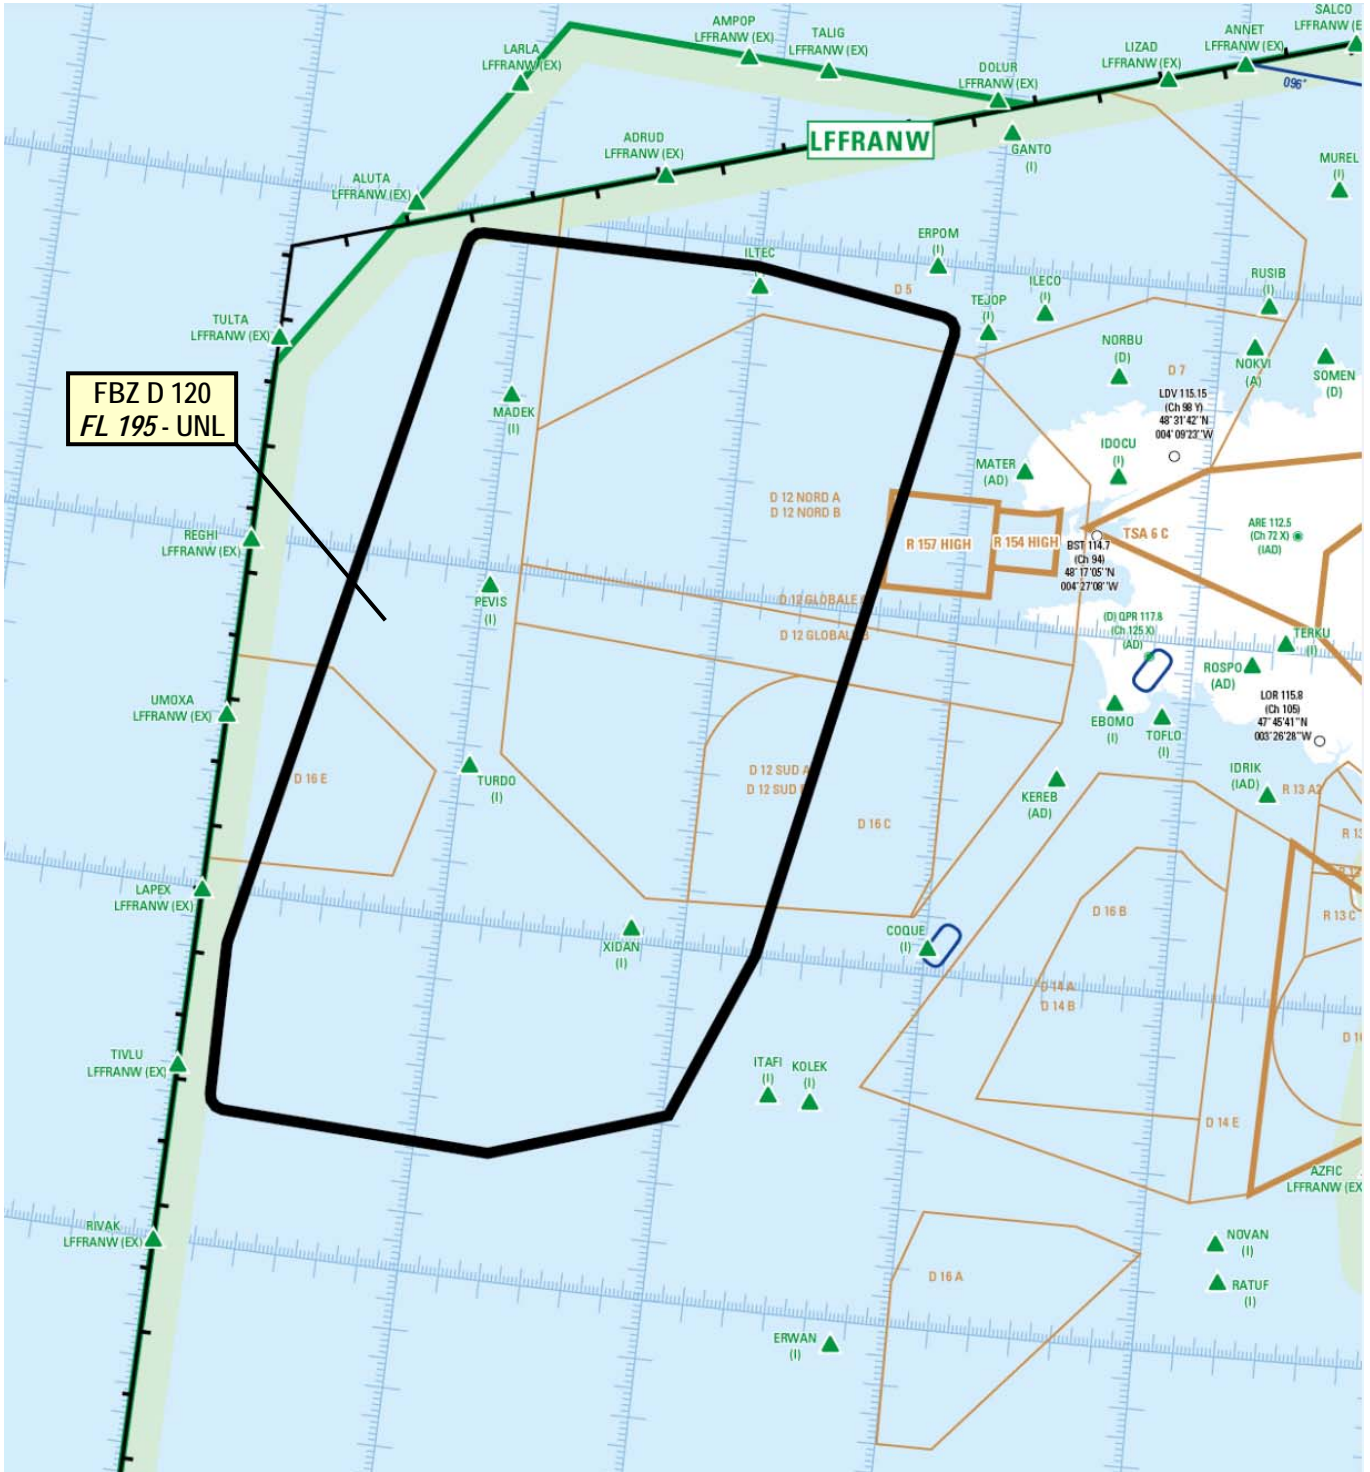 SALCO
LFFRANW (E
AMPOP
LFFRANW (EX)
TALIG
LFFRANW (EX)
ANNET
LFFRANW (EX)
LARLA
LFFRANW (EX)
LIZAD
LFFRANW (EX)
DOLUR
LFFRANW (EX)
096°
LFFRANW
ADRUD
LFFRANW (EX)
GANTO
(I)
MUREL
(I)
ALUTA
LFFRANW (EX)
ERPOM
(I)
ILTEC
RUSIB
(I)
ILECO
(I)
D 5
TEJOP
(I)
TULTA
LFFRANW (EX)
NORBU
(D)
NOKVI
(A)
SOMEN
(D)
D 7
FBZ D 120
FL 195 - UNL
LDV 115.15
(Ch 98 Y)
48°31'42''N
004°09'23''W
MADEK
(I)
IDOCU
(I)
MATER
(AD)
D 12 NORD A
D 12 NORD B
ARE 112.5
(Ch 72 X)
(IAD)
TSA 6 C
REGHI
LFFRANW (EX)
R 157 HIGH
R 154 HIGH
BST 114.7
(Ch 94)
48°17'05''N
004°27'08''W
PEVIS
(I)
D 12 GLOBALE
D 12 GLOBAL B
(D) QPR 117.8
(Ch 125 X)
(AD)
TERKU
(I)
ROSPO
(AD)
UMOXA
LFFRANW (EX)
LOR 115.8
(Ch 105)
47°45'41''N
003°26'28''W
EBOMO
(I)
TOFLO
(I)
D 16 E
TURDO
(I)
D 12 SUD A
D 12 SUD
KEREB
(AD)
IDRIK
(IAD)
R 13 A2
D 16 C
R 13
LAPEX
LFFRANW (EX)
D 16 B
R 13 C
COQUE
(I)
XIDAN
(I)
D 14 A
D 14 B
D 1
TIVLU
LFFRANW (EX)
ITAFI
(I)
KOLEK
(I)
D 14 E
AZFIC
LFFRANW (EX
RIVAK
LFFRANW (EX)
NOVAN
(I)
D 16 A
RATUF
(I)
ERWAN
(I)